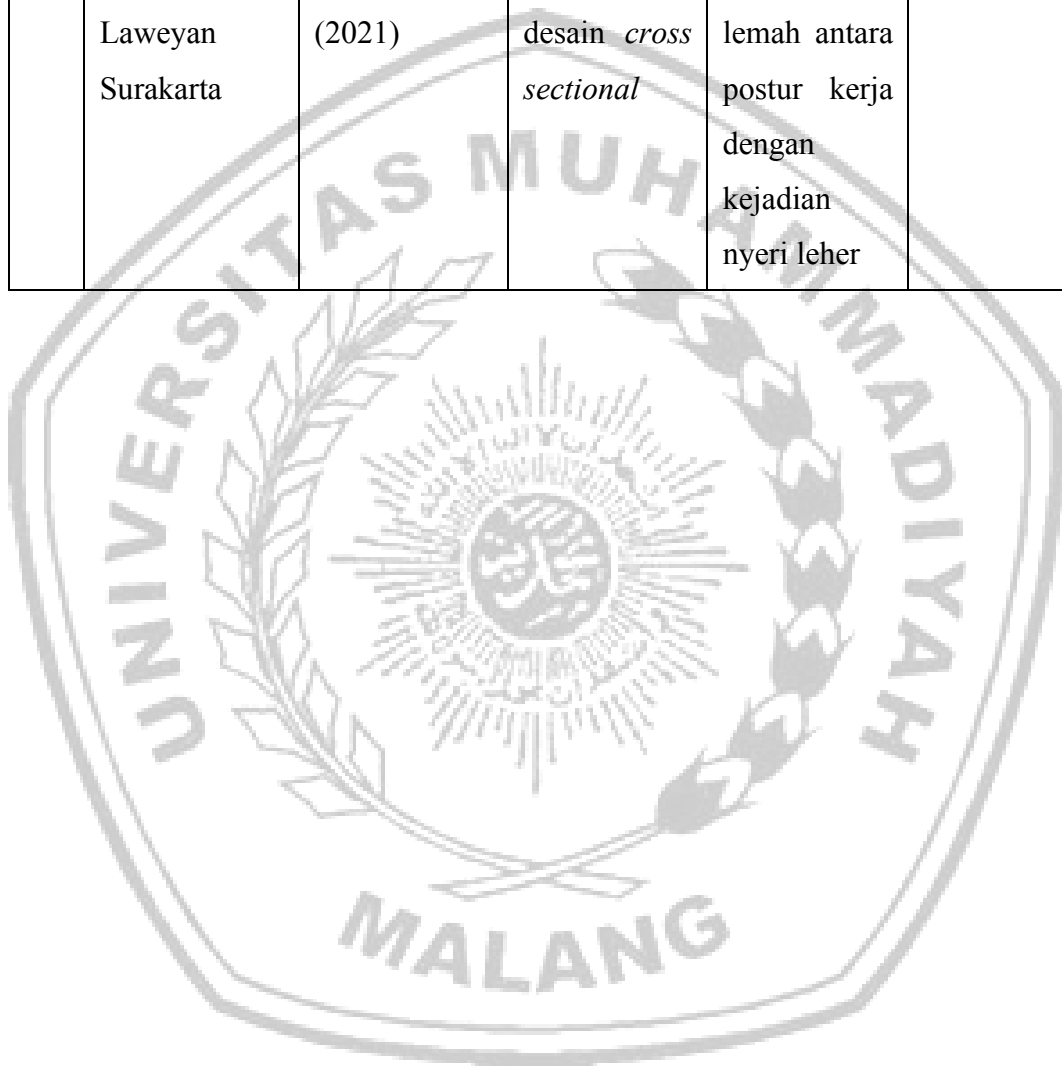 Laweyan
Surakarta
(2021)
desain cross
sectional
lemah antara
postur kerja
dengan
kejadian
nyeri leher
UNIVERSITAS MUHAMMADIYAH
MALANG